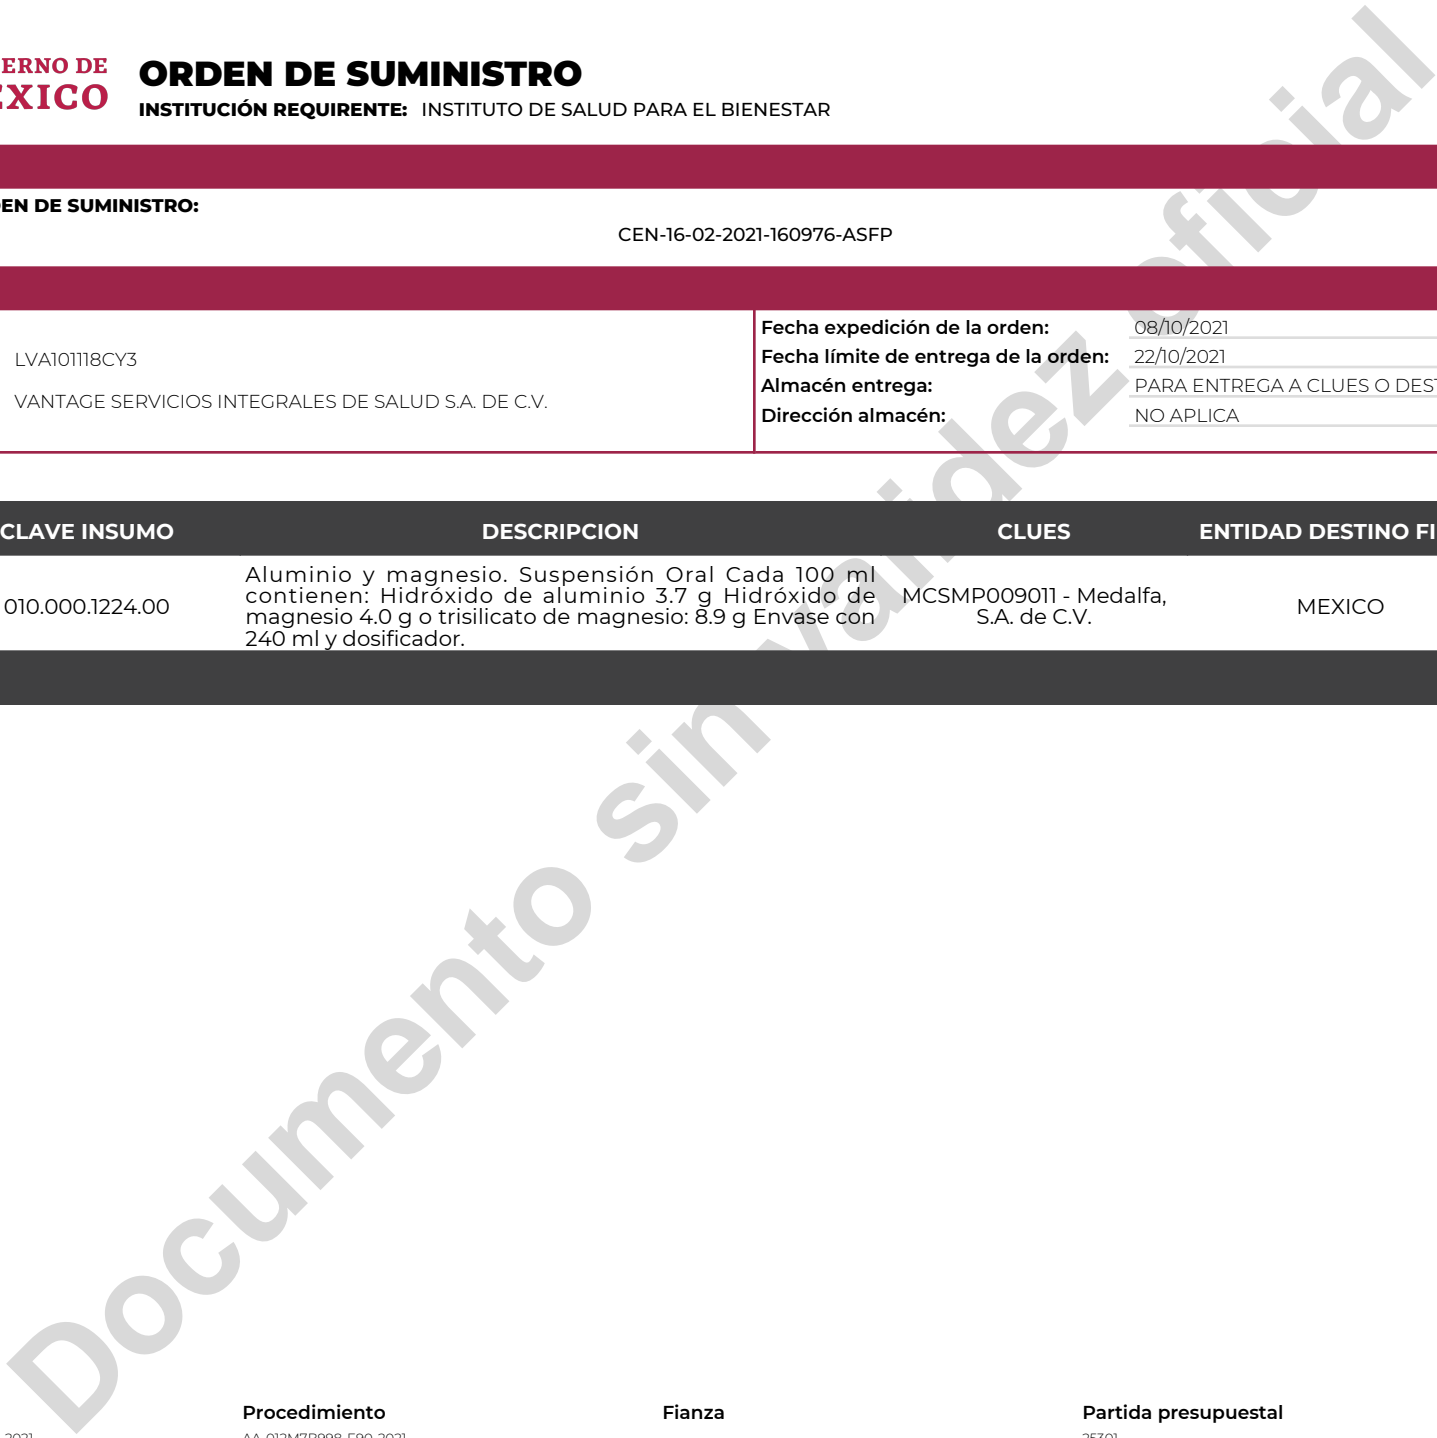 ERNO DE
EXICO
ORDEN DE SUMINISTRO
INSTITUCIÓN REQUIRENTE: INSTITUTO DE SALUD PARA EL BIENESTAR
EN DE SUMINISTRO:
CEN-16-02-2021-160976-ASFP
LVA101118CY3
VANTAGE SERVICIOS INTEGRALES DE SALUD S.A. DE C.V.
Fecha expedición de la orden: 08/10/2021
Fecha límite de entrega de la orden: 22/10/2021
Almacén entrega: PARA ENTREGA A CLUES O DEST
Dirección almacén: NO APLICA
CLAVE INSUMO DESCRIPCION CLUES ENTIDAD DESTINO FI
010.000.1224.00
Aluminio y magnesio. Suspensión Oral Cada 100 ml
contienen: Hidróxido de aluminio 3.7 g Hidróxido de
magnesio 4.0 g o trisilicato de magnesio: 8.9 g Envase con
240 ml y dosificador.
MCSMP009011 - Medalfa,
S.A. de C.V.
MEXICO
Documento sin validez oficial
Procedimiento Fianza Partida presupuestal